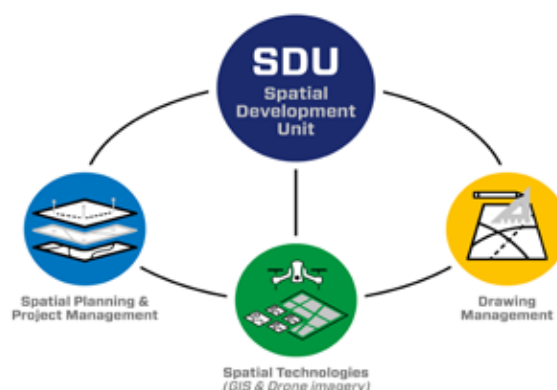 SDU
Spatial
Development
Unit
Spatial Planning &
Project Management
Drawing
Management
Spatial Technologies
(GIS & Drone imagery)